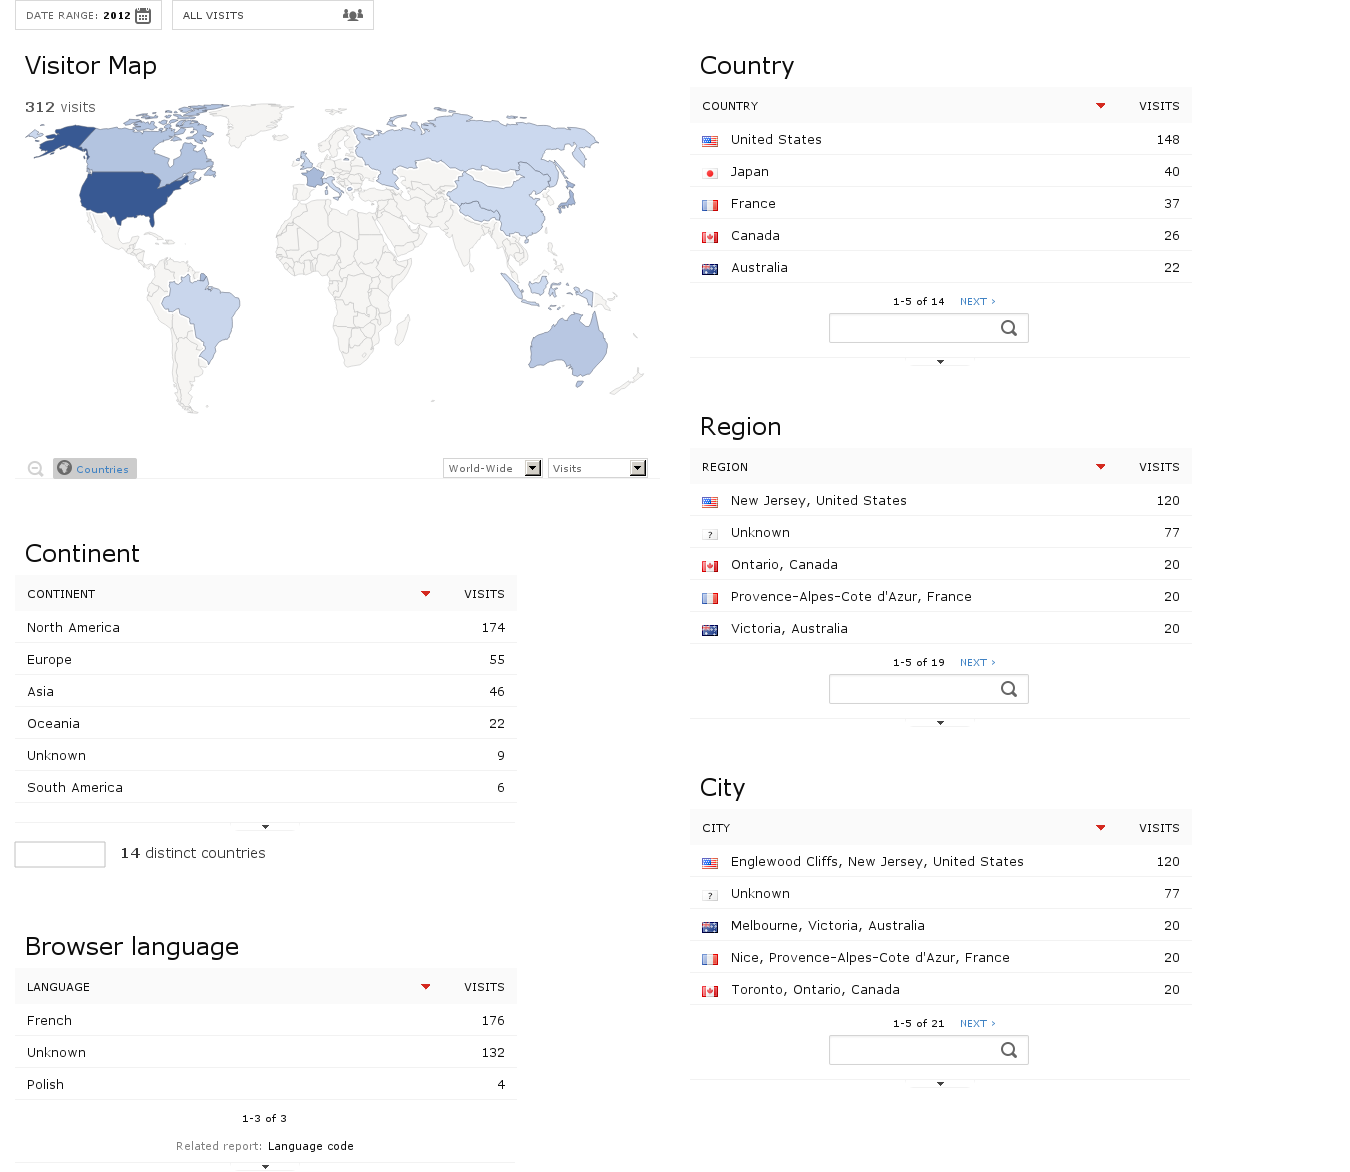 DATE RANGE: 2012
ALL VISITS
Visitor Map
312 visits
Countries
World-Wide
Visits
Continent
CONTINENT VISITS
North America 174
Europe 55
Asia 46
Oceania 22
Unknown 9
South America 6
14 distinct countries
Browser language
LANGUAGE VISITS
French 176
Unknown 132
Polish 4
1-3 of 3
Related report: Language code
Country
COUNTRY VISITS
United States 148
Japan 40
France 37
Canada 26
Australia 22
1-5 of 14 NEXT ›
Region
REGION VISITS
New Jersey, United States 120
? Unknown 77
Ontario, Canada 20
Provence-Alpes-Cote d'Azur, France 20
Victoria, Australia 20
1-5 of 19 NEXT ›
City
CITY VISITS
Englewood Cliffs, New Jersey, United States 120
? Unknown 77
Melbourne, Victoria, Australia 20
Nice, Provence-Alpes-Cote d'Azur, France 20
Toronto, Ontario, Canada 20
1-5 of 21 NEXT ›